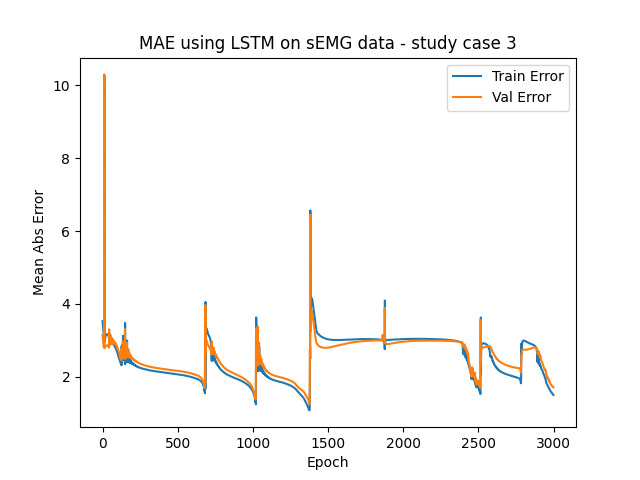 MAE using LSTM on sEMG data - study case 3
Train Error
Val Error
Mean Abs Error
10
8
6
4
2
0
500
1000
1500
2000
2500
3000
Epoch